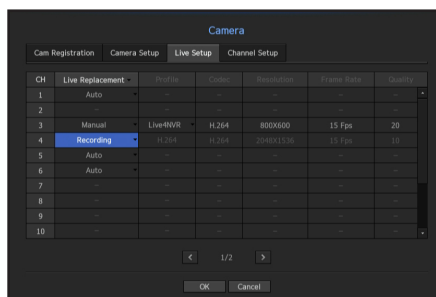 Camera
Cam Registration Camera Setup Live Setup Channel Setup
CH Live Replacement Profile Codec Resolution Frame Rate Quality
1 Auto - - - - -
2 - - - - - -
3 Manual Live4NVR H.264 800X600 15 Fps 20
4 Recording H.264 H.264 2048X1536 15 Fps 10
5 Auto - - - - -
6 Auto - - - - -
7 - - - - - -
8 - - - - - -
9 - - - - - -
10 - - - - - -
< 1/2 >
OK Cancel